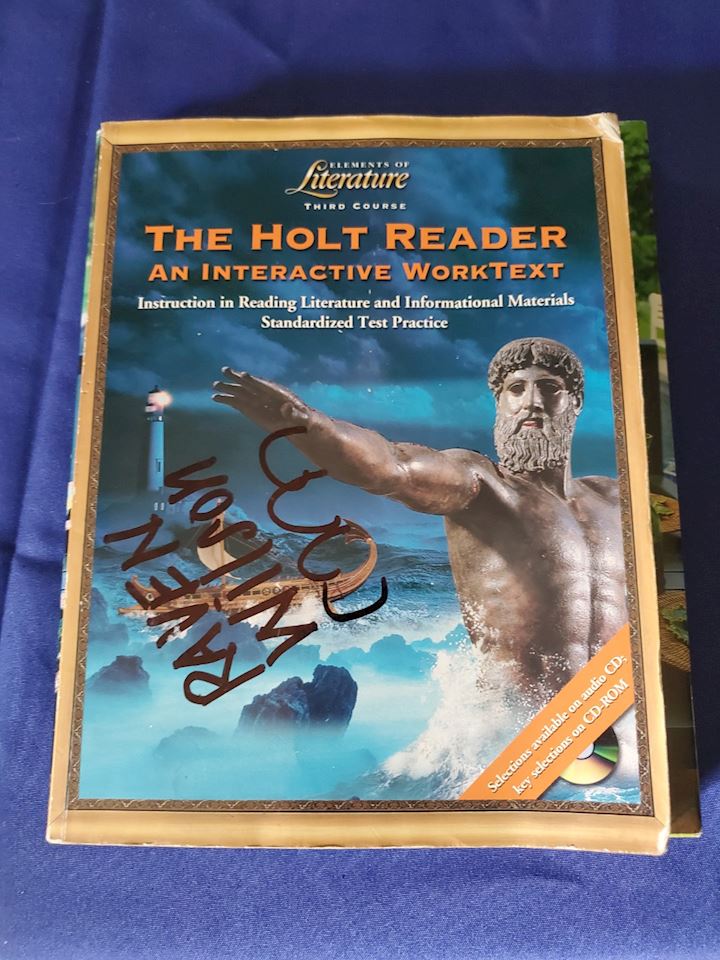 ELEMENTS OF
Literature
THIRD COURSE
THE HOLT READER
AN INTERACTIVE WORKTEXT
Instruction in Reading Literature and Informational Materials
Standardized Test Practice
RAVEN
WILSON
Selections available on audio CD;
key selections on CD-ROM